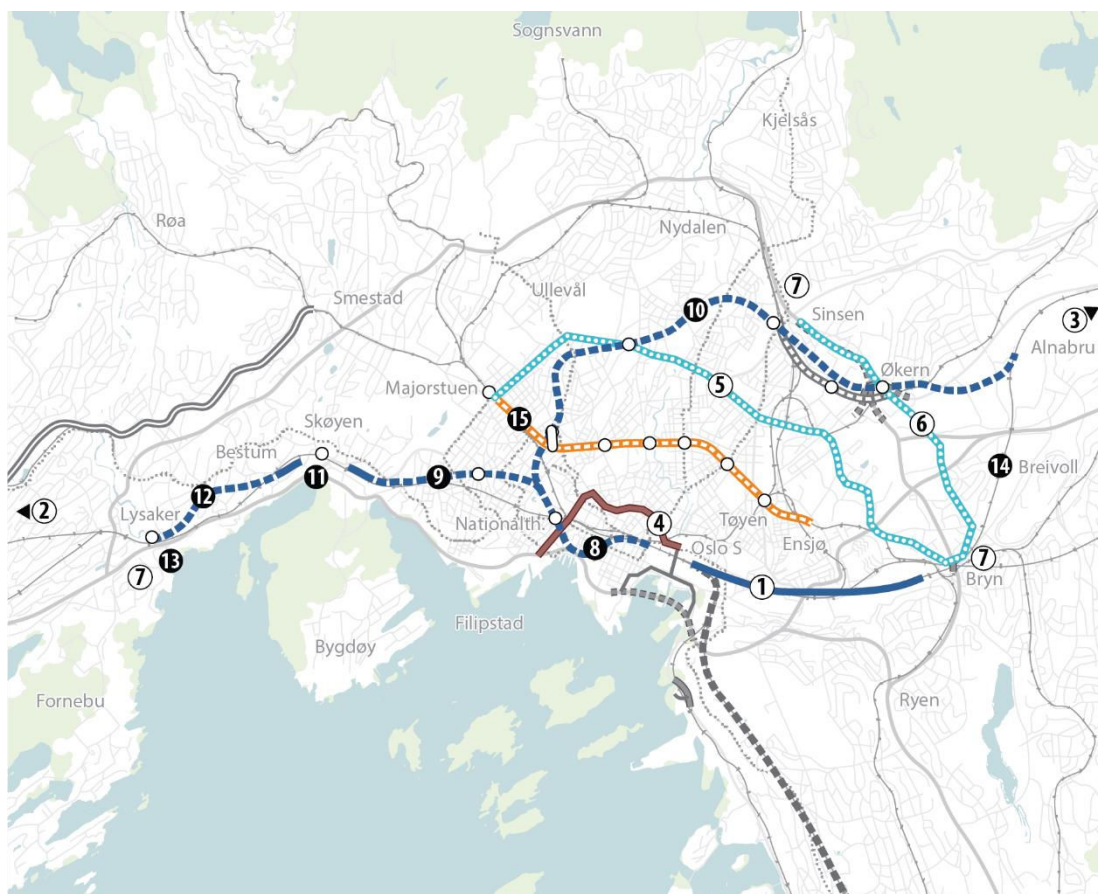 Sognsvann
Kjelsås
Røa
Nydalen
Ullevål
Smestad
7
10
Sinsen
3
Alnabru
Majorstuen
Økern
5
15
6
Skøyen
Bestum
11
9
14
Breivoll
12
2
Lysaker
Nationalth.
4
Tøyen
13
7
8
Oslo S
Ensjø
7
Bryn
1
Filipstad
Bygdøy
Fornebu
Ryen